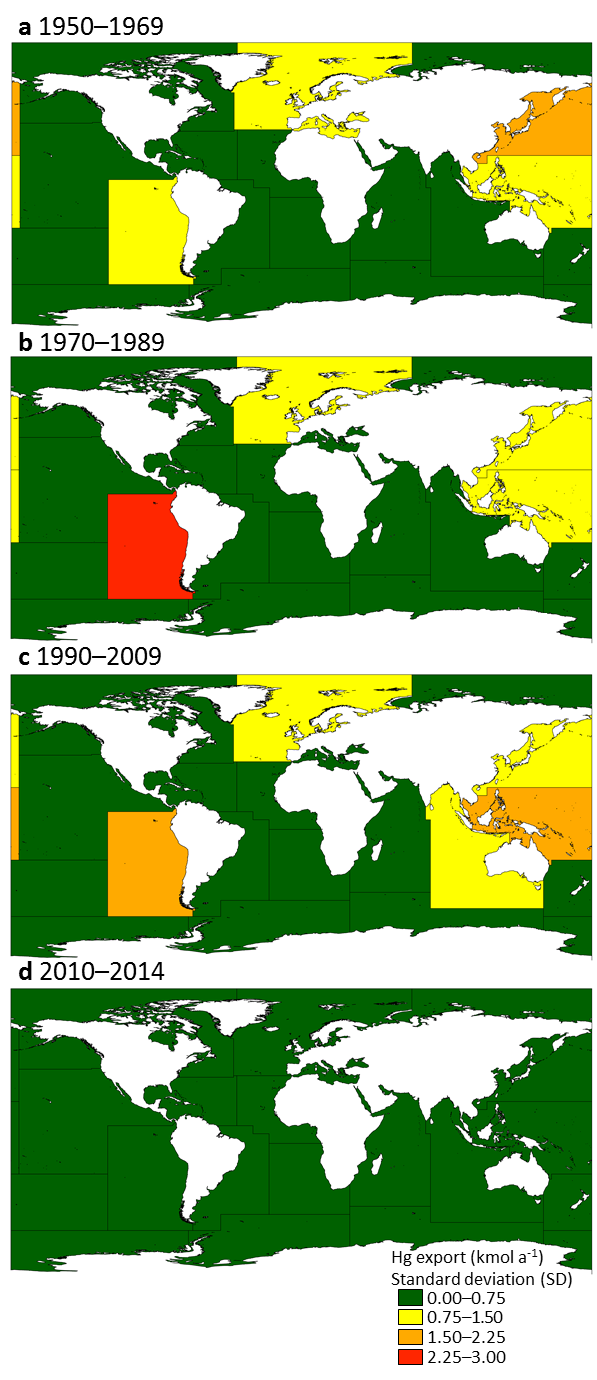 a 1950–1969
b 1970–1989
c 1990–2009
d 2010–2014
Hg export (kmol a⁻¹)
Standard deviation (SD)
0.00–0.75
0.75–1.50
1.50–2.25
2.25–3.00